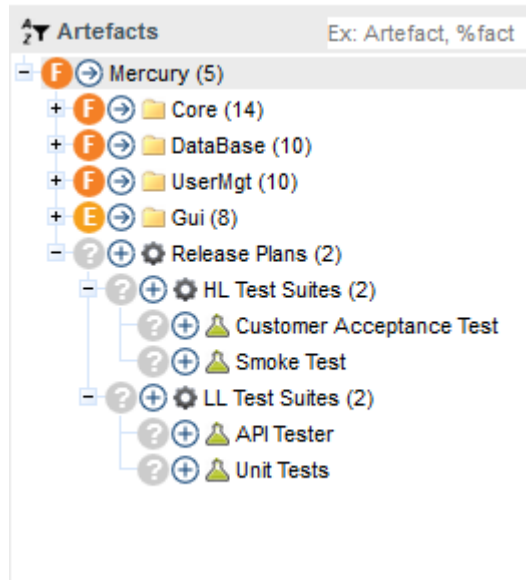 Artefacts Ex: Artefact, %fact
F Mercury (5)
F Core (14)
F DataBase (10)
F UserMgt (10)
E Gui (8)
? Release Plans (2)
? HL Test Suites (2)
? Customer Acceptance Test
? Smoke Test
? LL Test Suites (2)
? API Tester
? Unit Tests